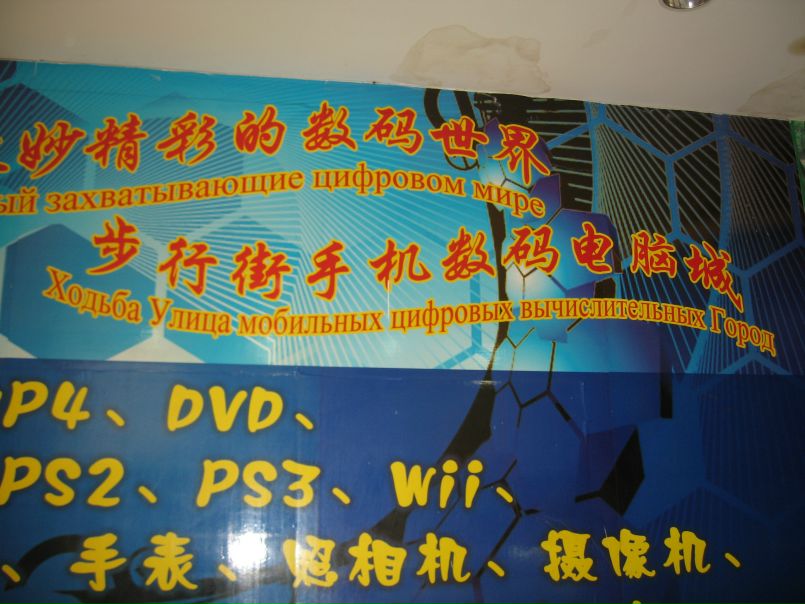 妙精彩的数码世界
захватывающие цифровом мире
步行街手机数码电脑城
Ходьба Улица мобильных цифровых вычислительных Город
P4、DVD、
PS2、PS3、Wii、
、手表、照相机、摄像机、